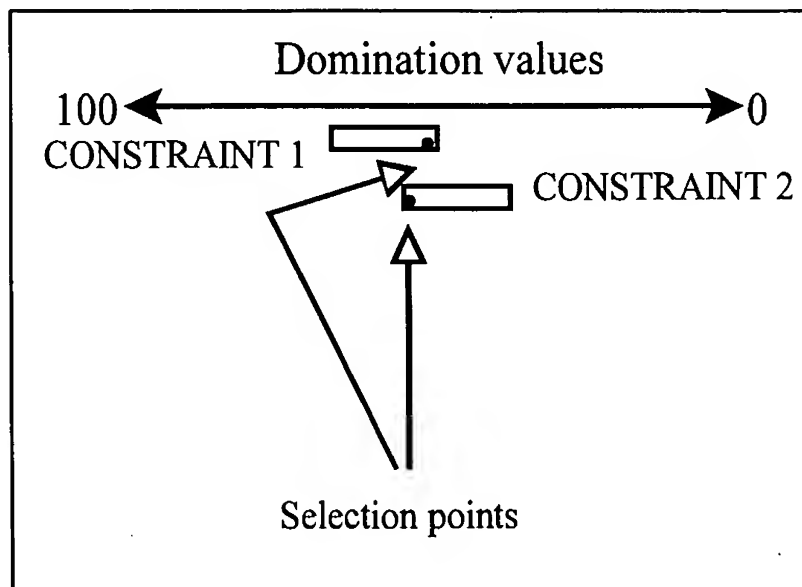 Domination values
100 0
CONSTRAINT 1
CONSTRAINT 2
Selection points